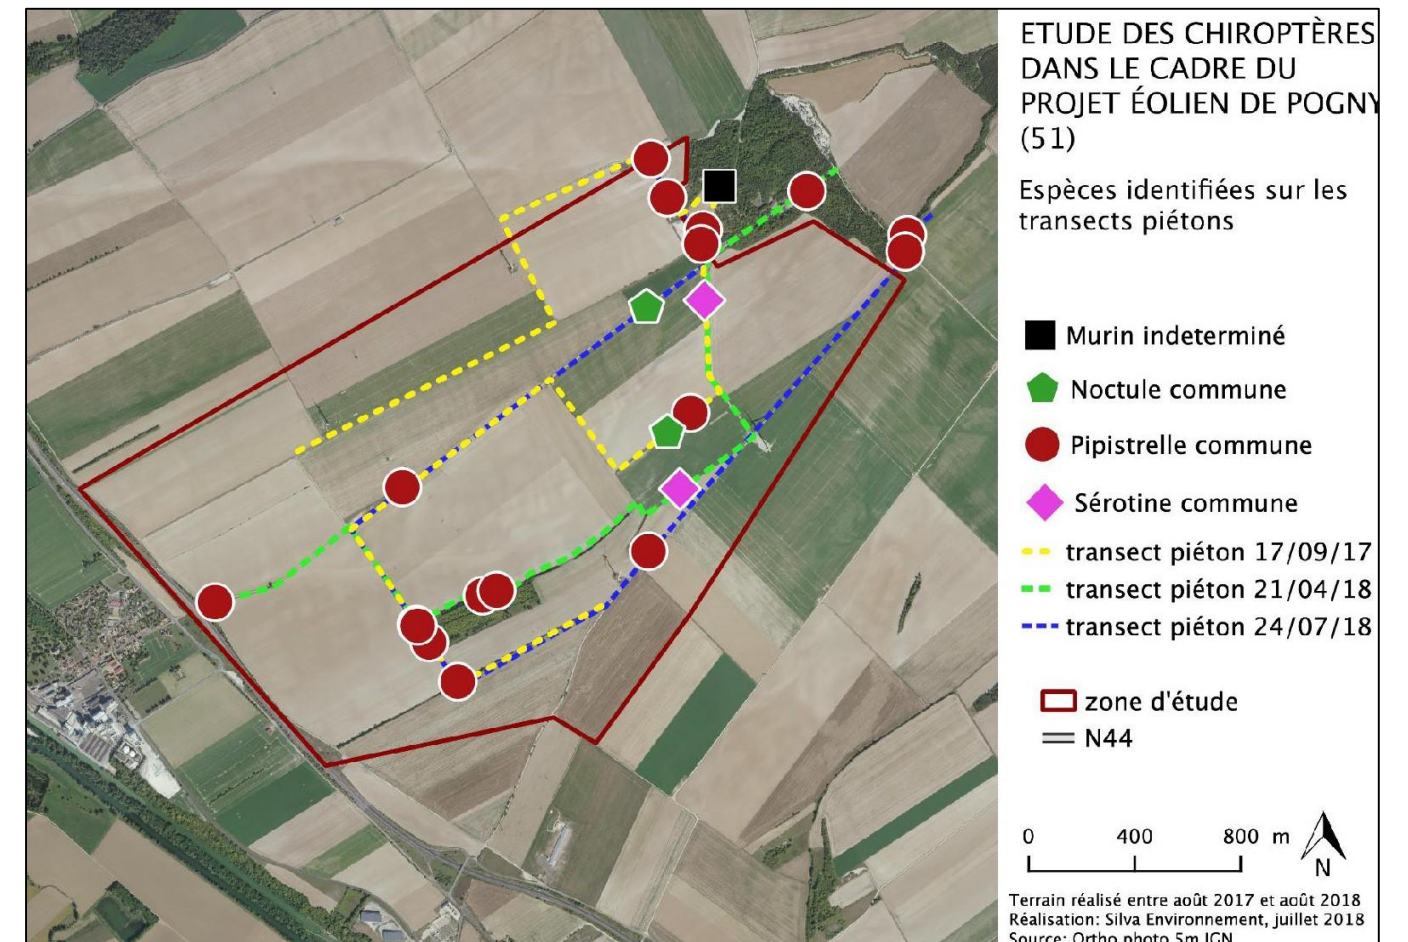 ETUDE DES CHIROPTÈRES
DANS LE CADRE DU
PROJET ÉOLIEN DE POGNY
(51)
Espèces identifiées sur les
transects piétons
Murin indeterminé
Noctule commune
Pipistrelle commune
Sérotine commune
transect piéton 17/09/17
transect piéton 21/04/18
transect piéton 24/07/18
zone d'étude
N44
0 400 800 m
N
Terrain réalisé entre août 2017 et août 2018
Réalisation: Silva Environnement, juillet 2018
Source: Ortho photo 5m IGN